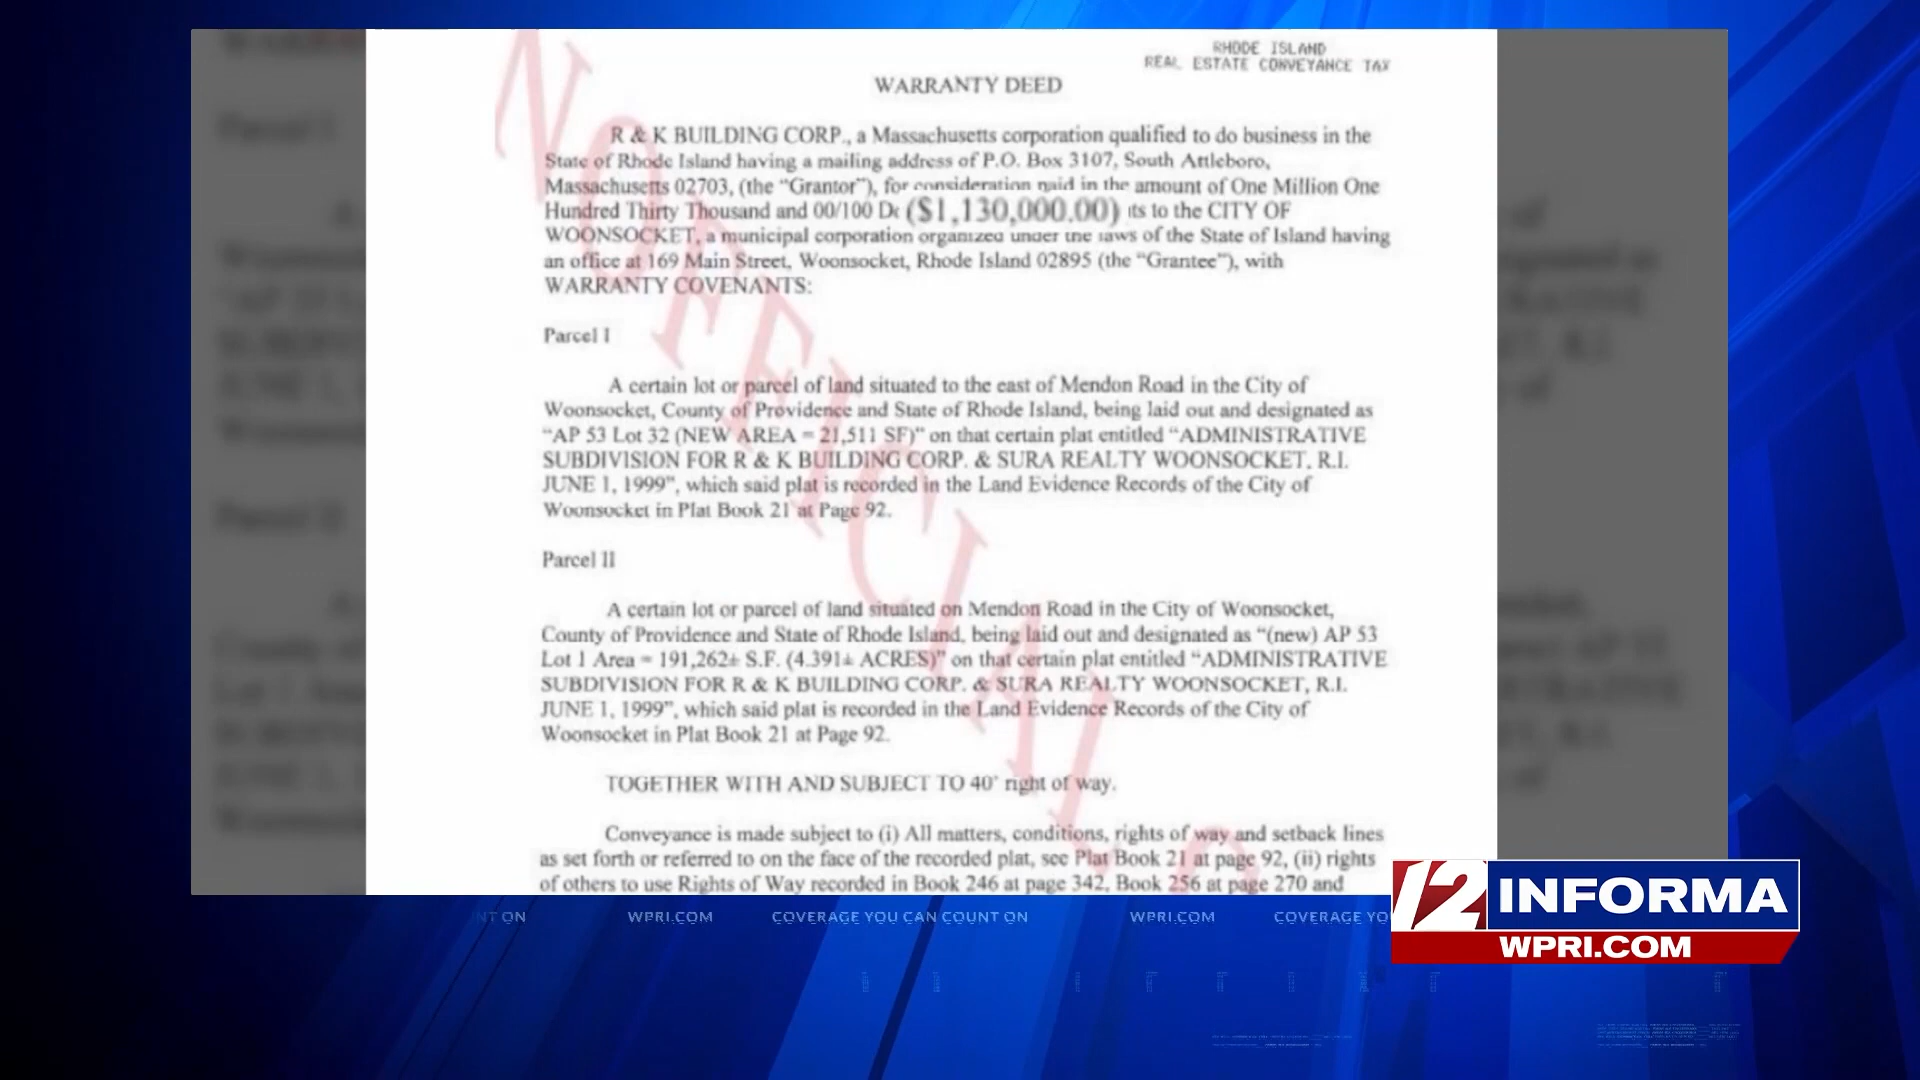 RHODE ISLAND
REAL ESTATE CONVEYANCE TAX
WARRANTY DEED
R & K BUILDING CORP., a Massachusetts corporation qualified to do business in the
State of Rhode Island having a mailing address of P.O. Box 3107, South Attleboro,
Massachusetts 02703, (the “Grantor”), for consideration paid in the amount of One Million One
Hundred Thirty Thousand and 00/100 ($1,130,000.00) to the CITY OF
WOONSOCKET, a municipal corporation organized under the laws of the State of Island having
an office at 169 Main Street, Woonsocket, Rhode Island 02895 (the “Grantee”), with
WARRANTY COVENANTS:
Parcel I
A certain lot or parcel of land situated to the east of Mendon Road in the City of
Woonsocket, County of Providence and State of Rhode Island, being laid out and designated as
“AP 53 Lot 32 (NEW AREA = 21,511 SF)” on that certain plat entitled “ADMINISTRATIVE
SUBDIVISION FOR R & K BUILDING CORP. & SURA REALTY WOONSOCKET, R.I.
JUNE 1, 1999”, which said plat is recorded in the Land Evidence Records of the City of
Woonsocket in Plat Book 21 at Page 92.
Parcel II
A certain lot or parcel of land situated on Mendon Road in the City of Woonsocket,
County of Providence and State of Rhode Island, being laid out and designated as “(new) AP 53
Lot 1 Area = 191,262± S.F. (4.391± ACRES)” on that certain plat entitled “ADMINISTRATIVE
SUBDIVISION FOR R & K BUILDING CORP. & SURA REALTY WOONSOCKET, R.I.
JUNE 1, 1999”, which said plat is recorded in the Land Evidence Records of the City of
Woonsocket in Plat Book 21 at Page 92.
TOGETHER WITH AND SUBJECT TO 40’ right of way.
Conveyance is made subject to (i) All matters, conditions, rights of way and setback lines
as set forth or referred to on the face of the recorded plat, see Plat Book 21 at page 92, (ii) rights
of others to use Rights of Way recorded in Book 246 at page 342, Book 256 at page 270 and
NOFFICIAL
12 INFORMA
WPRI.COM
NT ON WPRI.COM COVERAGE YOU CAN COUNT ON WPRI.COM COVERAGE YO